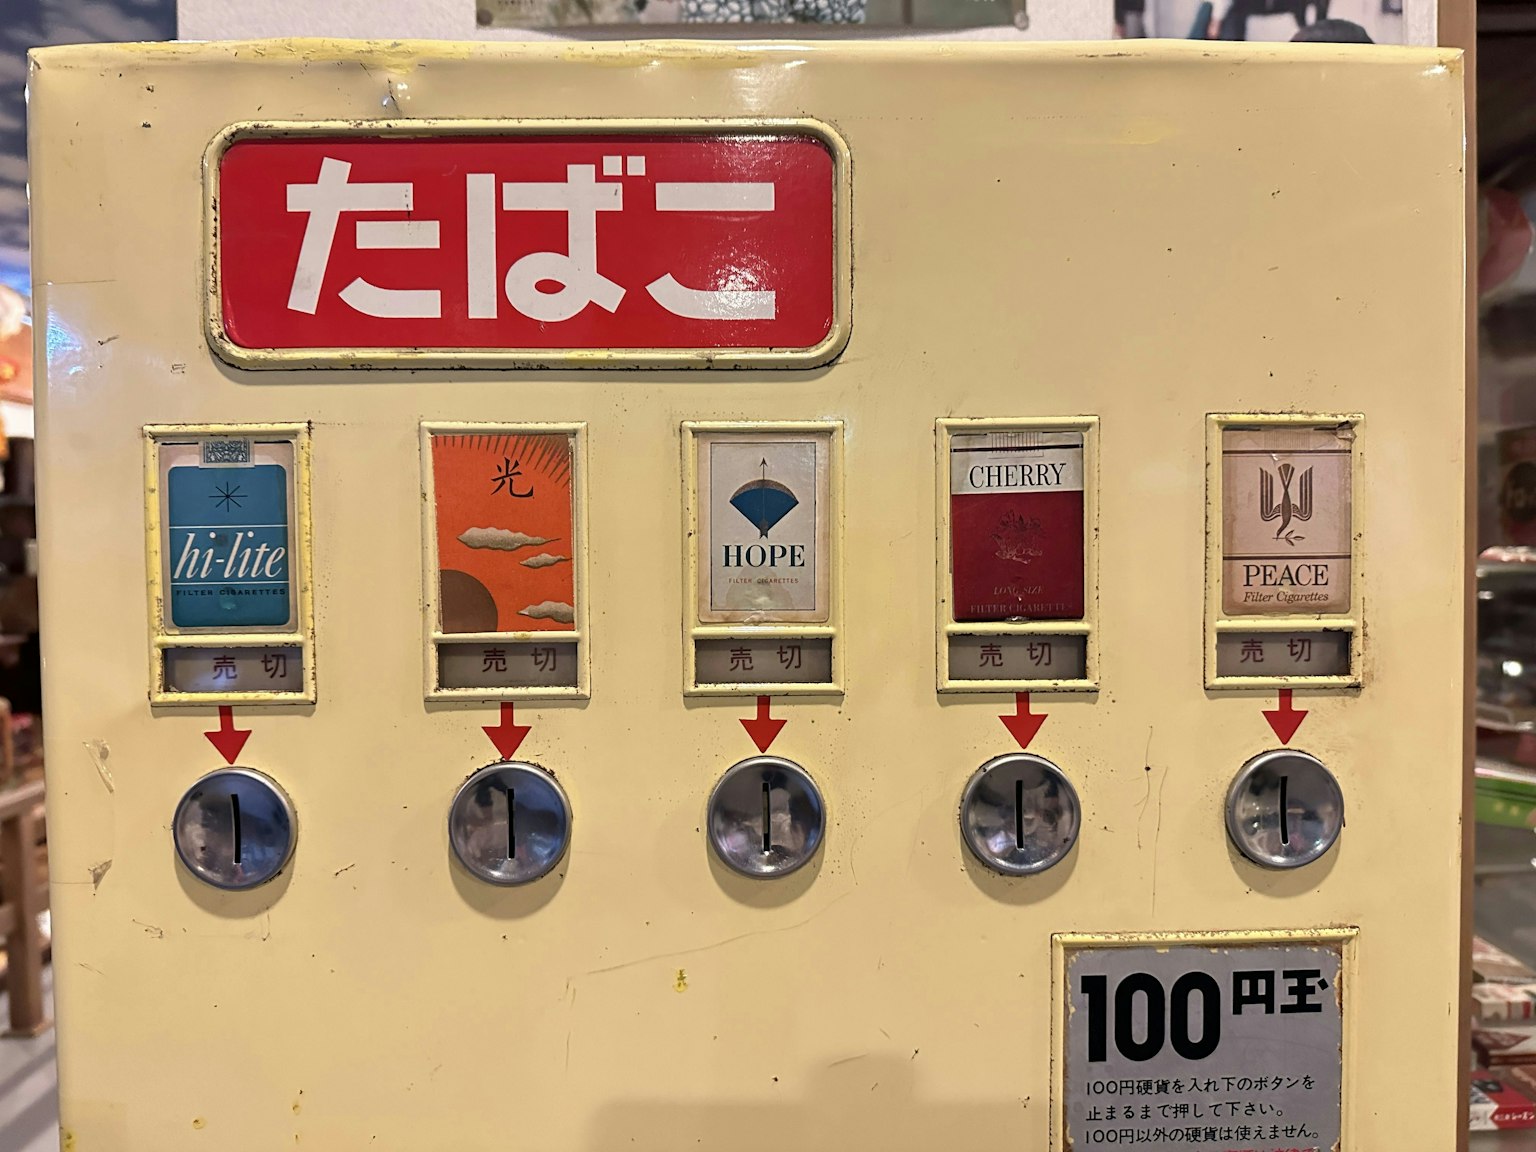 たばこ
hi-lite
FILTER CIGARETTES
売切
光
売切
HOPE
FILTER CIGARETTES
売切
CHERRY
LONG SIZE
FILTER CIGARETTES
売切
PEACE
Filter Cigarettes
売切
100円玉
100円硬貨を入れ下のボタンを
止まるまで押して下さい。
100円以外の硬貨は使えません。